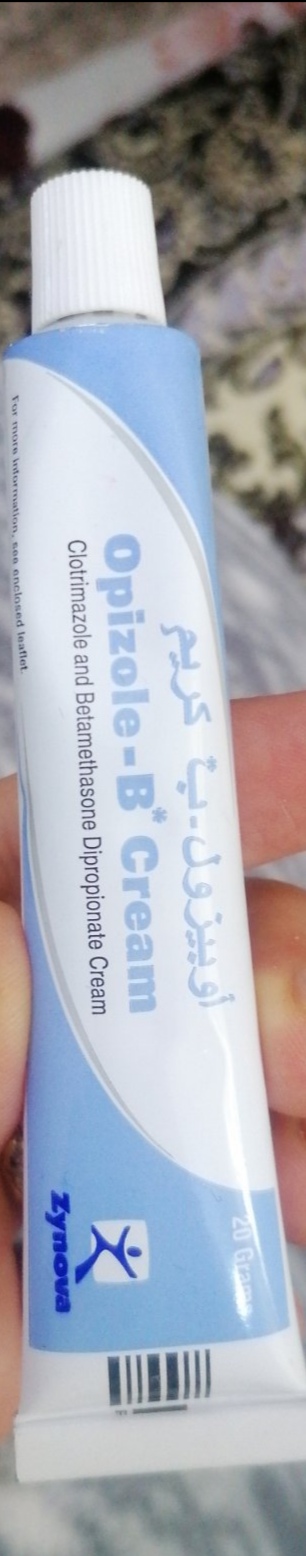 أوبيزول-ب* كريم
Opizole-B* Cream
Clotrimazole and Betamethasone Dipropionate Cream
For more information, see enclosed leaflet.
20 Grams
Zynova